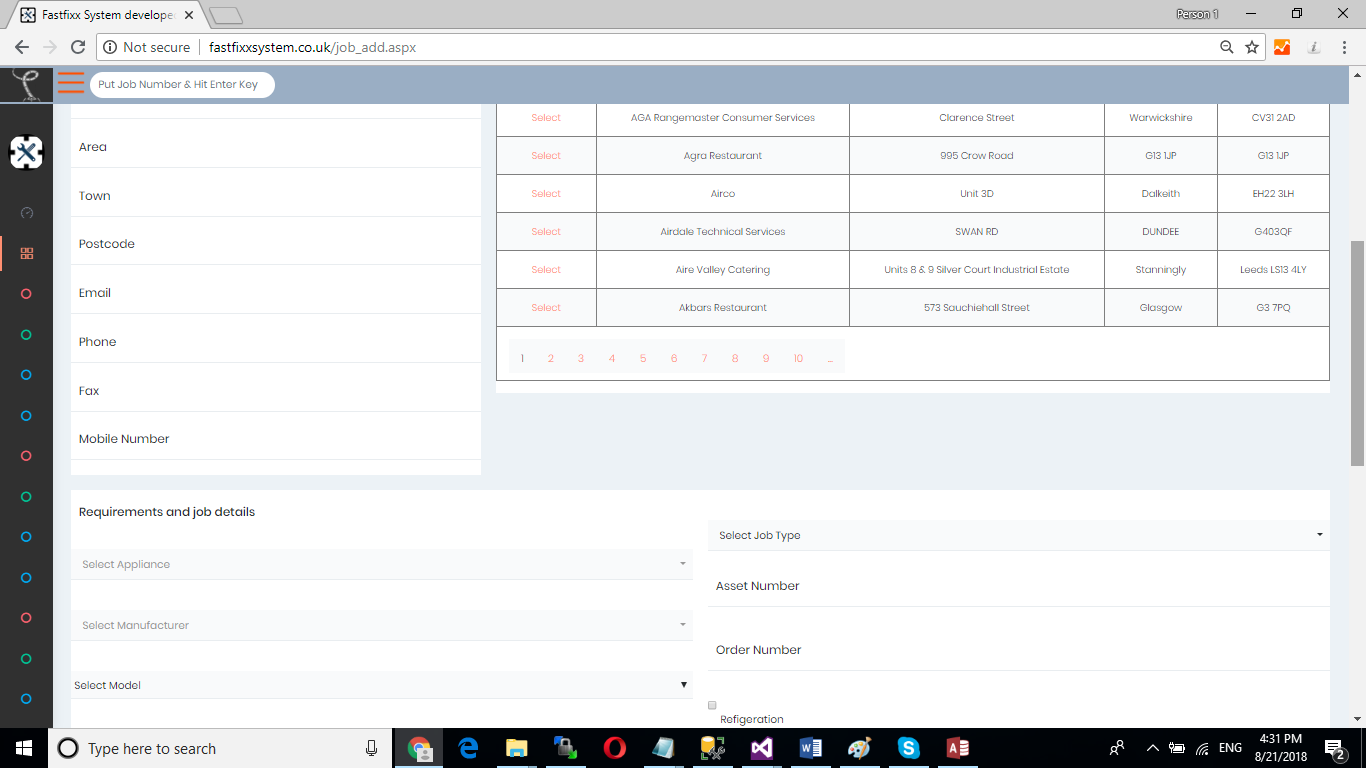 Fastfixx System develope
Person 1
Not secure
fastfixxsystem.co.uk/job_add.aspx
Put Job Number & Hit Enter Key
Area
Town
Postcode
Email
Phone
Fax
Mobile Number
Select AGA Rangemaster Consumer Services Clarence Street Warwickshire CV31 2AD
Select Agra Restaurant 995 Crow Road G13 1JP G13 1JP
Select Airco Unit 3D Dalkeith EH22 3LH
Select Airdale Technical Services SWAN RD DUNDEE G403QF
Select Aire Valley Catering Units 8 & 9 Silver Court Industrial Estate Stanningly Leeds LS13 4LY
Select Akbars Restaurant 573 Sauchiehall Street Glasgow G3 7PQ
1 2 3 4 5 6 7 8 9 10 ...
Requirements and job details
Select Appliance
Select Manufacturer
Select Model
Select Job Type
Asset Number
Order Number
Refigeration
Type here to search
ENG
4:31 PM
8/21/2018
2